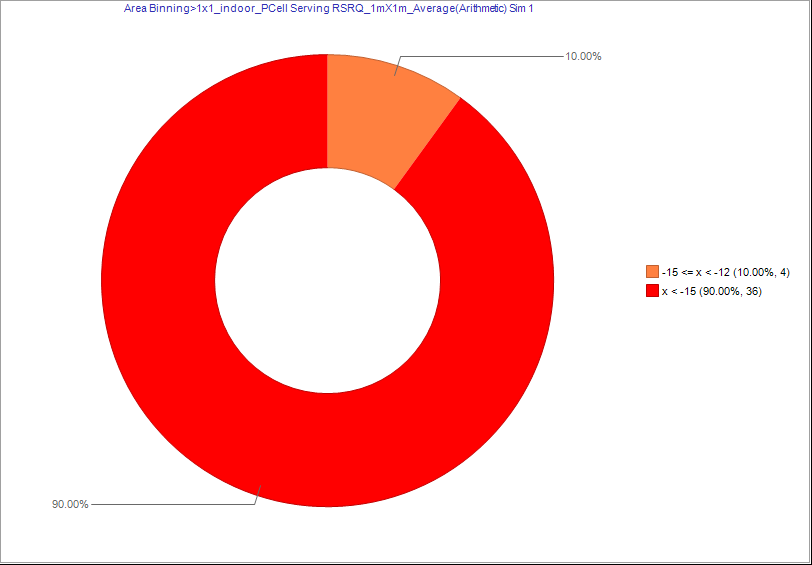 Area Binning>1x1_indoor_PCell Serving RSRQ_1mX1m_Average(Arithmetic) Sim 1
10.00%
-15 <= x < -12 (10.00%, 4)
x < -15 (90.00%, 36)
90.00%